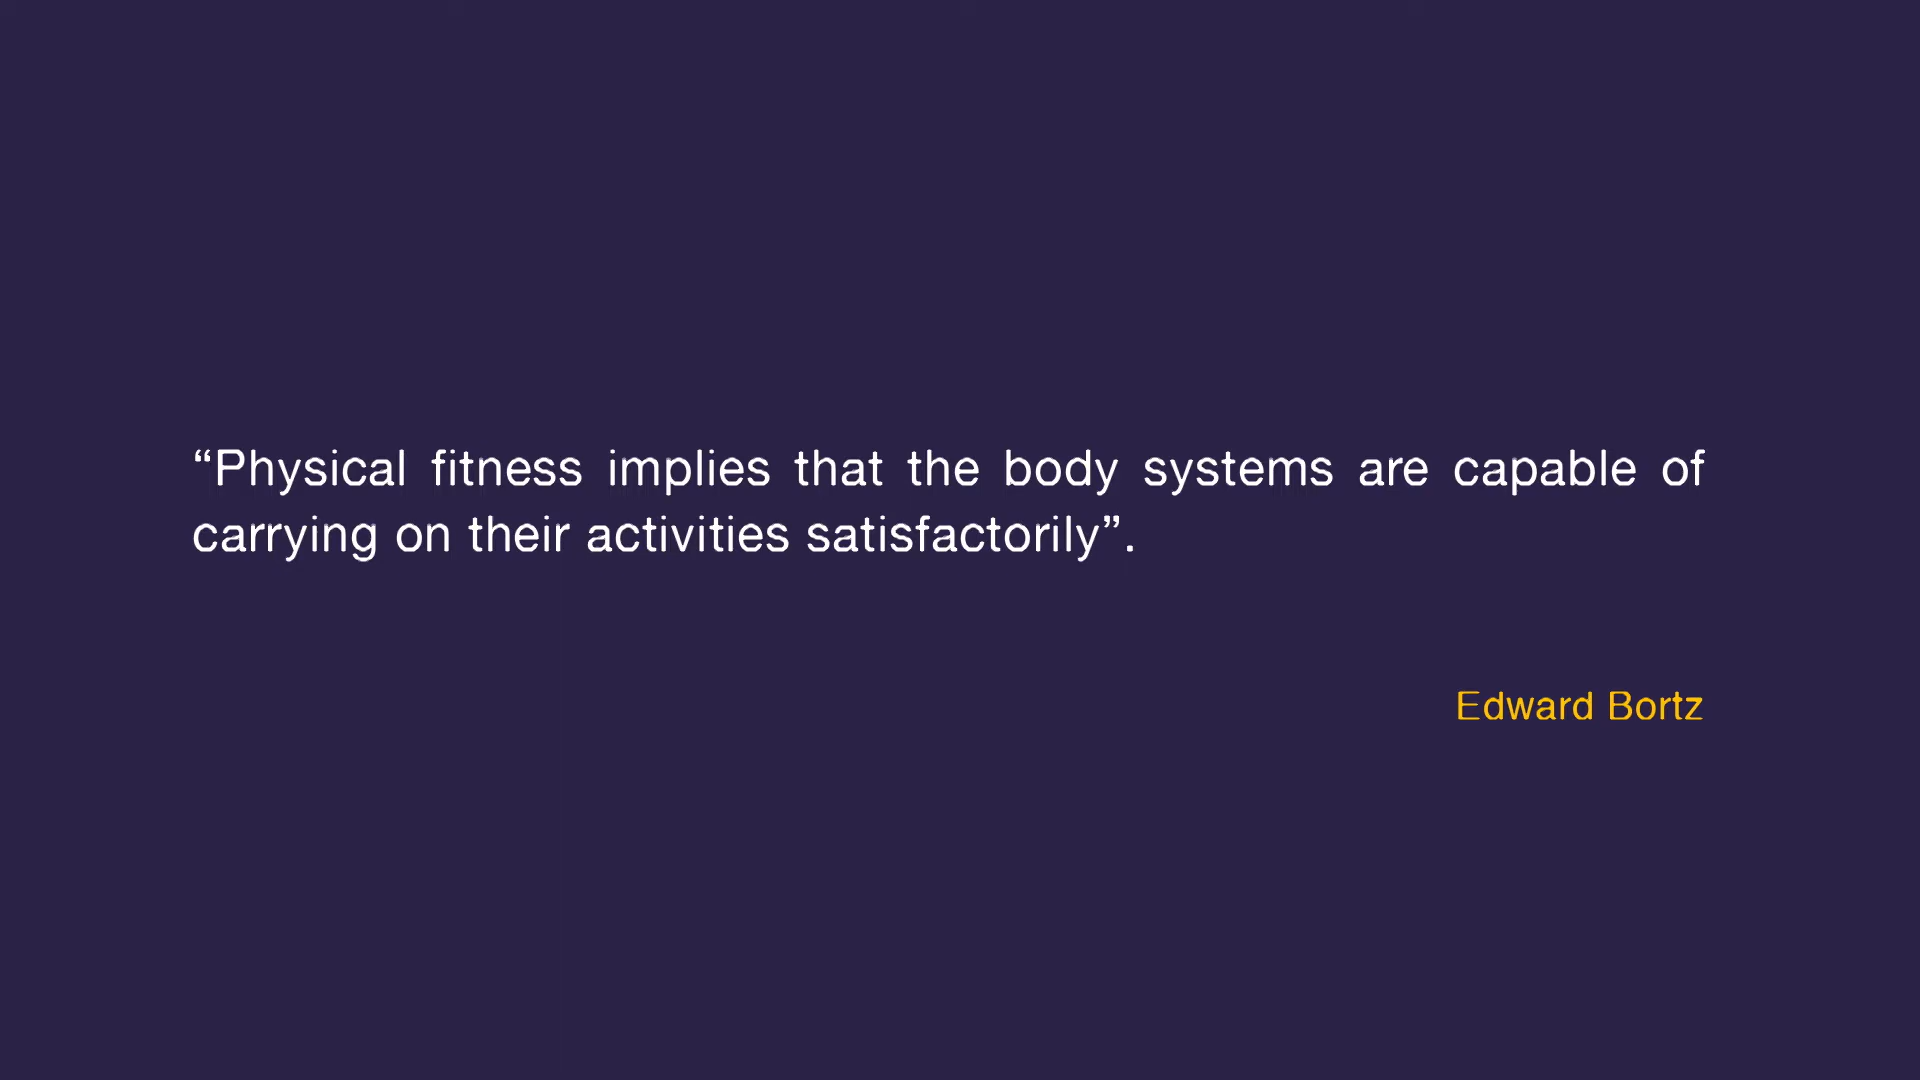 “Physical fitness implies that the body systems are capable of
carrying on their activities satisfactorily”.
Edward Bortz